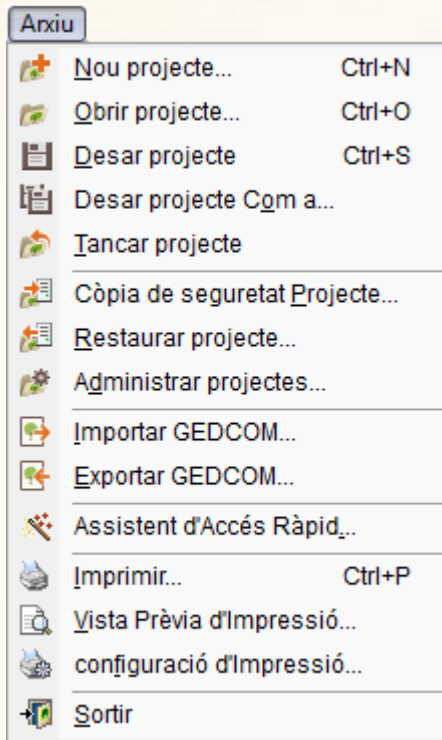 Arxiu
Nou projecte... Ctrl+N
Obrir projecte... Ctrl+O
Desar projecte Ctrl+S
Desar projecte Com a...
Tancar projecte
Còpia de seguretat Projecte...
Restaurar projecte...
Administrar projectes...
Importar GEDCOM...
Exportar GEDCOM...
Assistent d'Accés Ràpid...
Imprimir... Ctrl+P
Vista Prèvia d'Impressió...
configuració d'Impressió...
Sortir